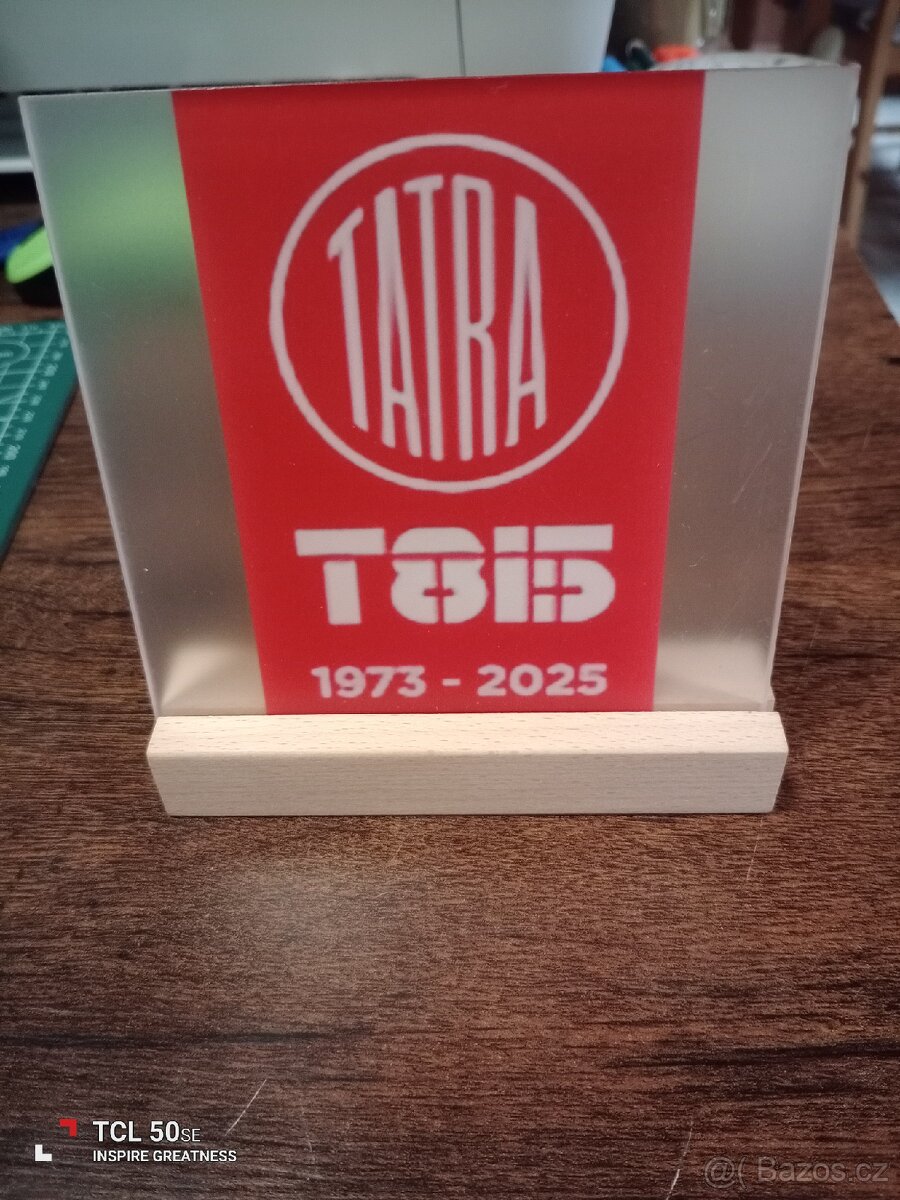 TATRA
T815
1973 - 2025
TCL 50SE
INSPIRE GREATNESS
@( Bazos.cz